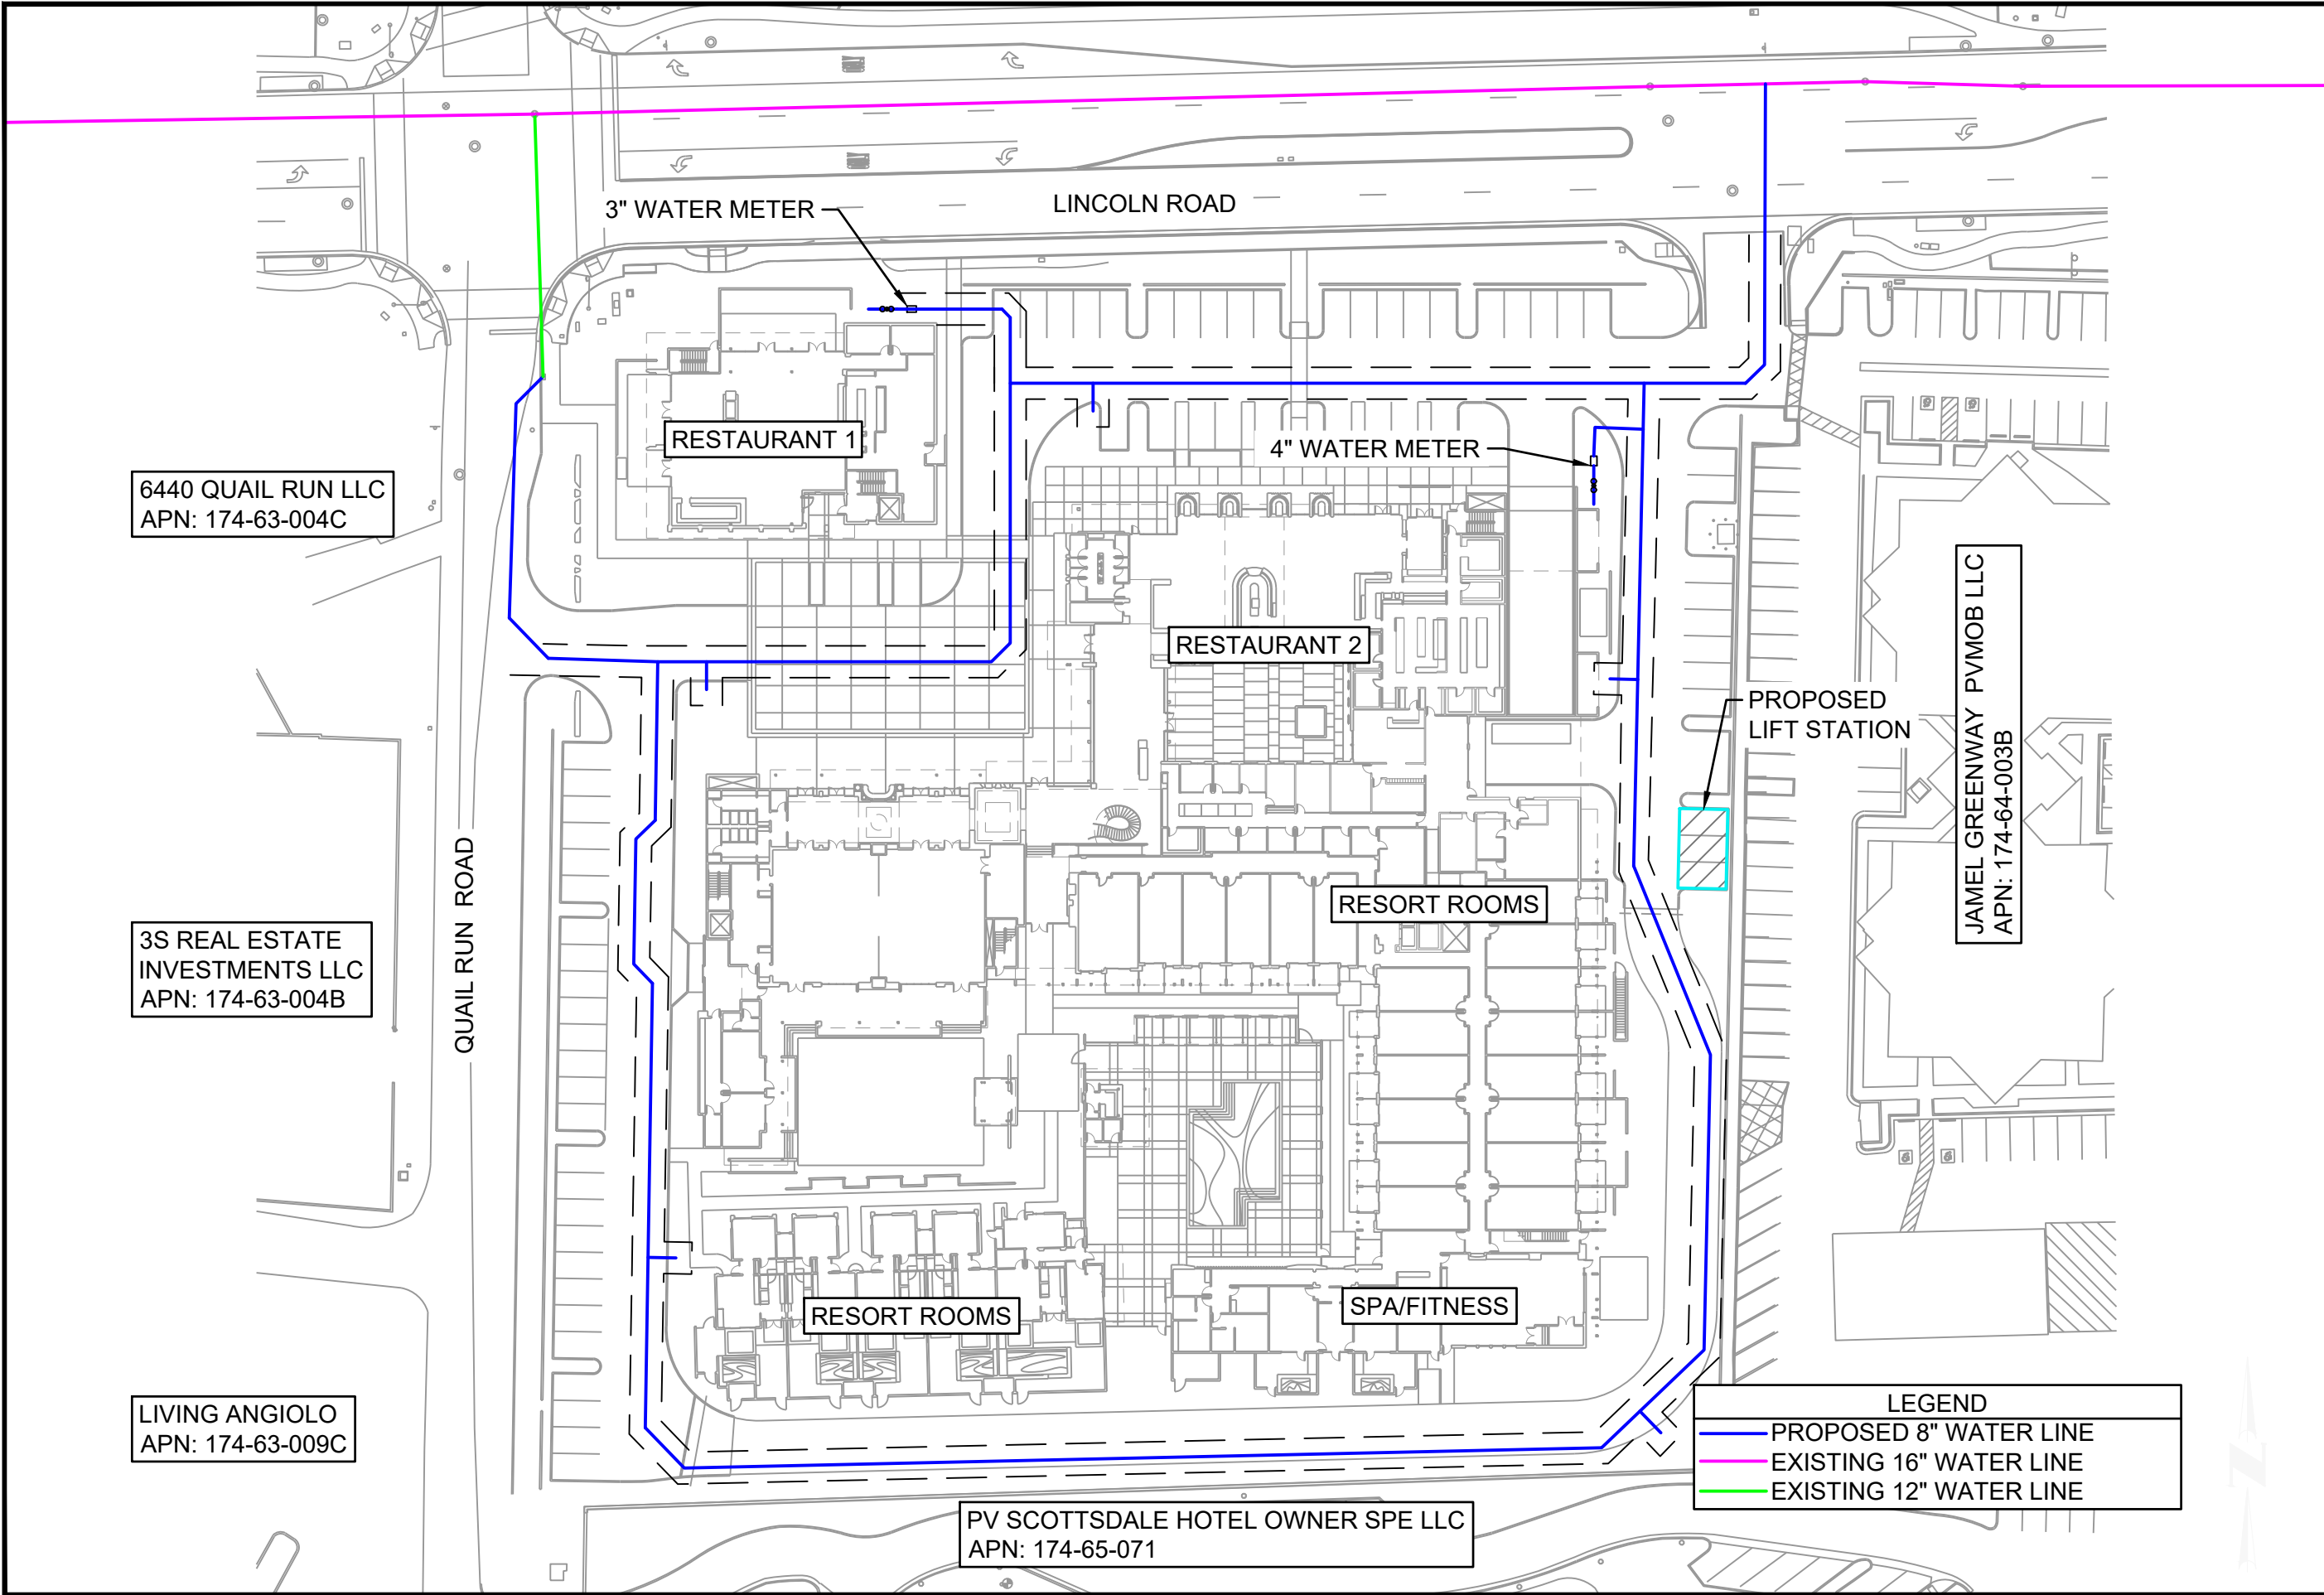 3" WATER METER
LINCOLN ROAD
RESTAURANT 1
4" WATER METER
6440 QUAIL RUN LLC
APN: 174-63-004C
RESTAURANT 2
PROPOSED
LIFT STATION
JAMEL GREENWAY PVMOB LLC
APN: 174-64-003B
QUAIL RUN ROAD
RESORT ROOMS
3S REAL ESTATE
INVESTMENTS LLC
APN: 174-63-004B
RESORT ROOMS
SPA/FITNESS
LIVING ANGIOLO
APN: 174-63-009C
LEGEND
PROPOSED 8" WATER LINE
EXISTING 16" WATER LINE
EXISTING 12" WATER LINE
PV SCOTTSDALE HOTEL OWNER SPE LLC
APN: 174-65-071
N